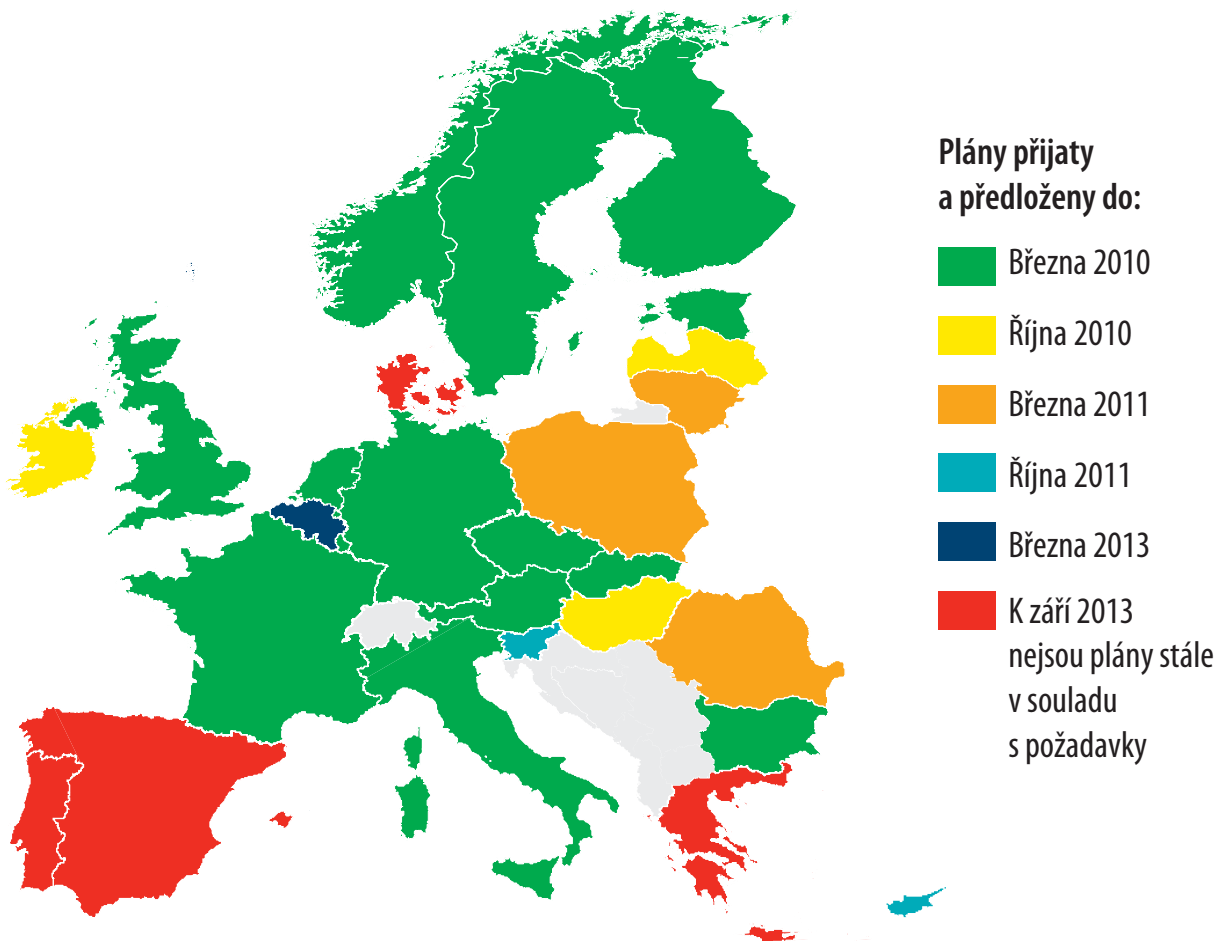 Plány přijaty
a předloženy do:
Března 2010
Října 2010
Března 2011
Října 2011
Března 2013
K září 2013
nejsou plány stále
v souladu
s požadavky